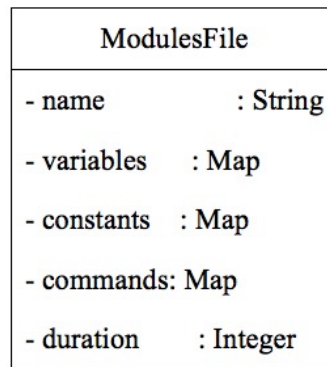 ModulesFile
- name : String
- variables : Map
- constants : Map
- commands: Map
- duration : Integer